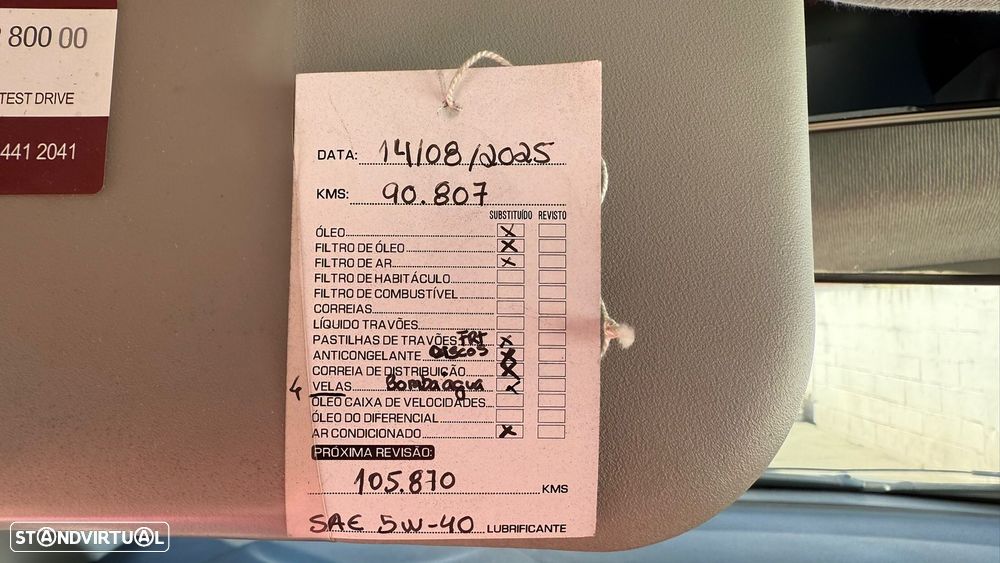 800 00
TEST DRIVE
441 2041
DATA: 14/08/2025
KMS: 90.807
SUBSTITUÍDO REVISTO
ÓLEO X
FILTRO DE ÓLEO X
FILTRO DE AR X
FILTRO DE HABITÁCULO
FILTRO DE COMBUSTÍVEL
CORREIAS
LÍQUIDO TRAVÕES
PASTILHAS DE TRAVÕES FRT X
ANTICONGELANTE DISCOS X
CORREIA DE DISTRIBUIÇÃO X
4 VELAS Bomba água
ÓLEO CAIXA DE VELOCIDADES
ÓLEO DO DIFERENCIAL
AR CONDICIONADO X
PRÓXIMA REVISÃO:
105.870 KMS
SAE 5W-40 LUBRIFICANTE
STANDVIRTUAL